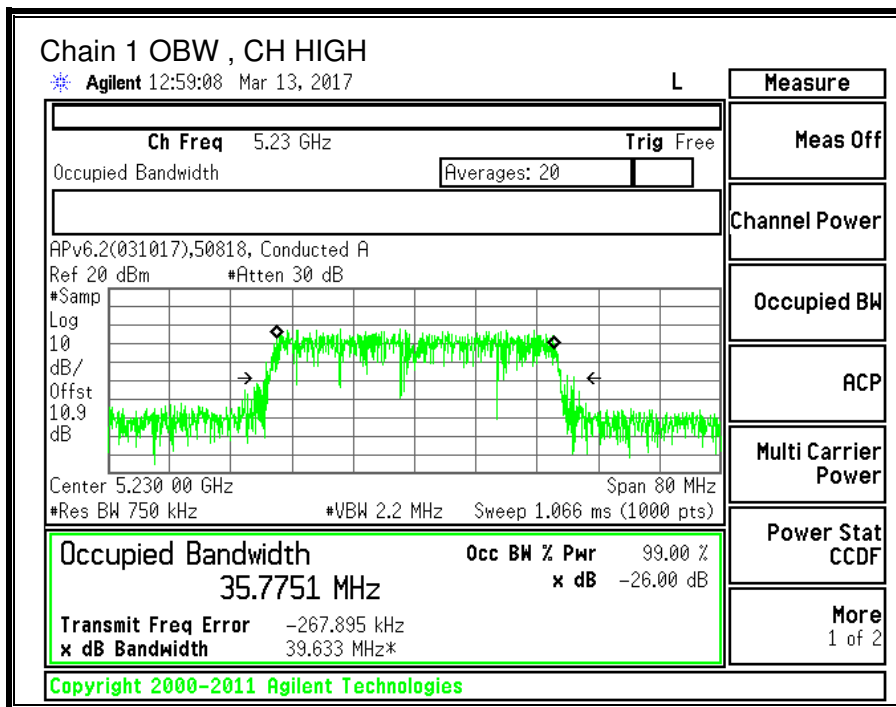 Chain 1 OBW , CH HIGH
Agilent 12:59:08 Mar 13, 2017 L
Measure
Ch Freq 5.23 GHz Trig Free
Meas Off
Occupied Bandwidth Averages: 20
Channel Power
APv6.2(031017),50818, Conducted A
Ref 20 dBm #Atten 30 dB
#Samp
Log
10
dB/
Offst
10.9
dB
Occupied BW
ACP
Center 5.230 00 GHz Span 80 MHz
#Res BW 750 kHz #VBW 2.2 MHz Sweep 1.066 ms (1000 pts)
Multi Carrier
Power
Occupied Bandwidth Occ BW % Pwr 99.00 %
35.7751 MHz x dB -26.00 dB
Power Stat
CCDF
Transmit Freq Error -267.895 kHz
x dB Bandwidth 39.633 MHz*
More
1 of 2
Copyright 2000-2011 Agilent Technologies